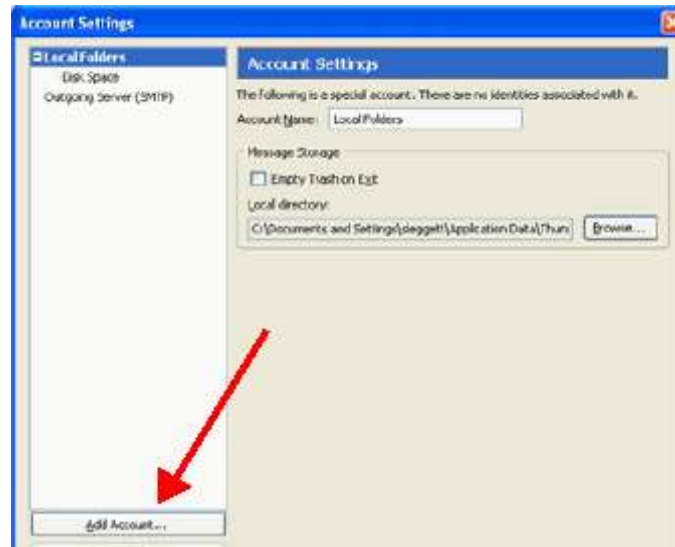 Account Settings
Local Folders
Disk Space
Outgoing Server (SMTP)
Account Settings
The following is a special account. There are no identities associated with it.
Account Name: Local Folders
Message Storage
Empty Trash on Exit
Local directory:
C:\Documents and Settings\deggett\Application Data\Thun
Browse...
Add Account...